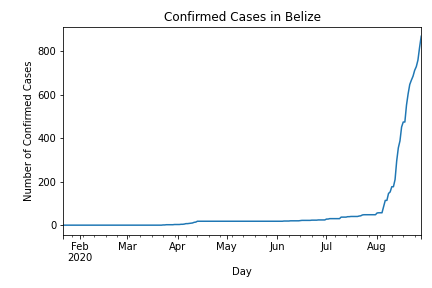 Confirmed Cases in Belize
Number of Confirmed Cases
800
600
400
200
0
Feb Mar Apr May Jun Jul Aug
2020
Day